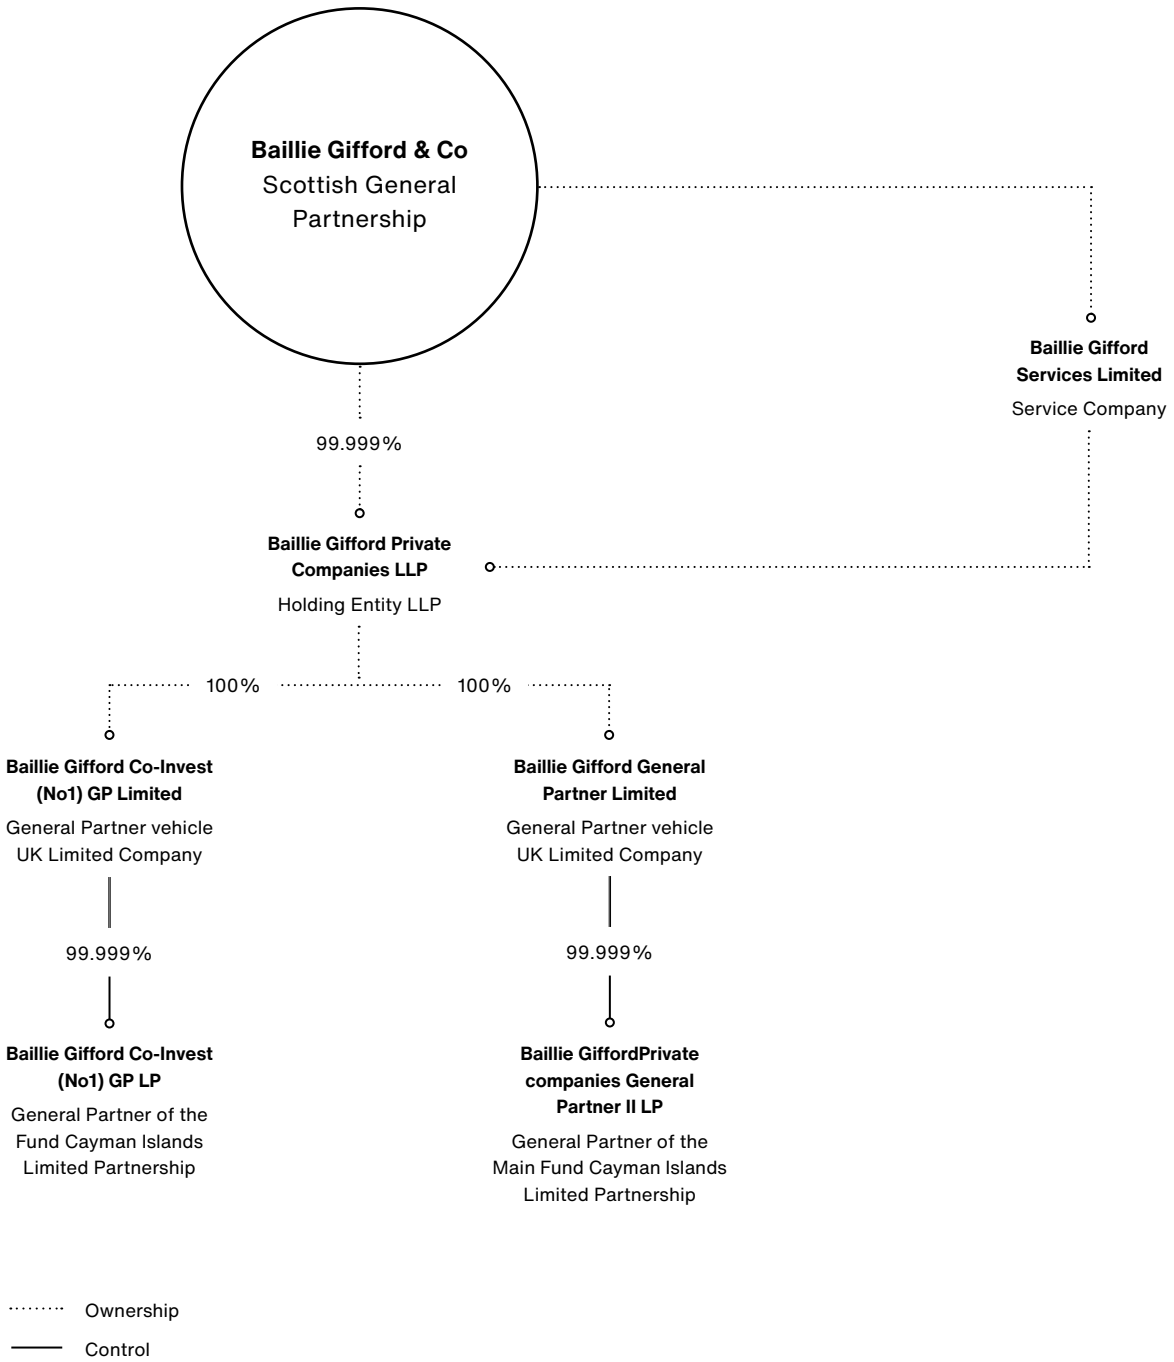 Baillie Gifford & Co
Scottish General
Partnership
Baillie Gifford
Services Limited
Service Company
99.999%
Baillie Gifford Private
Companies LLP
Holding Entity LLP
100%
100%
Baillie Gifford Co-Invest
(No1) GP Limited
General Partner vehicle
UK Limited Company
Baillie Gifford General
Partner Limited
General Partner vehicle
UK Limited Company
99.999%
99.999%
Baillie Gifford Co-Invest
(No1) GP LP
General Partner of the
Fund Cayman Islands
Limited Partnership
Baillie GiffordPrivate
companies General
Partner II LP
General Partner of the
Main Fund Cayman Islands
Limited Partnership
Ownership
Control